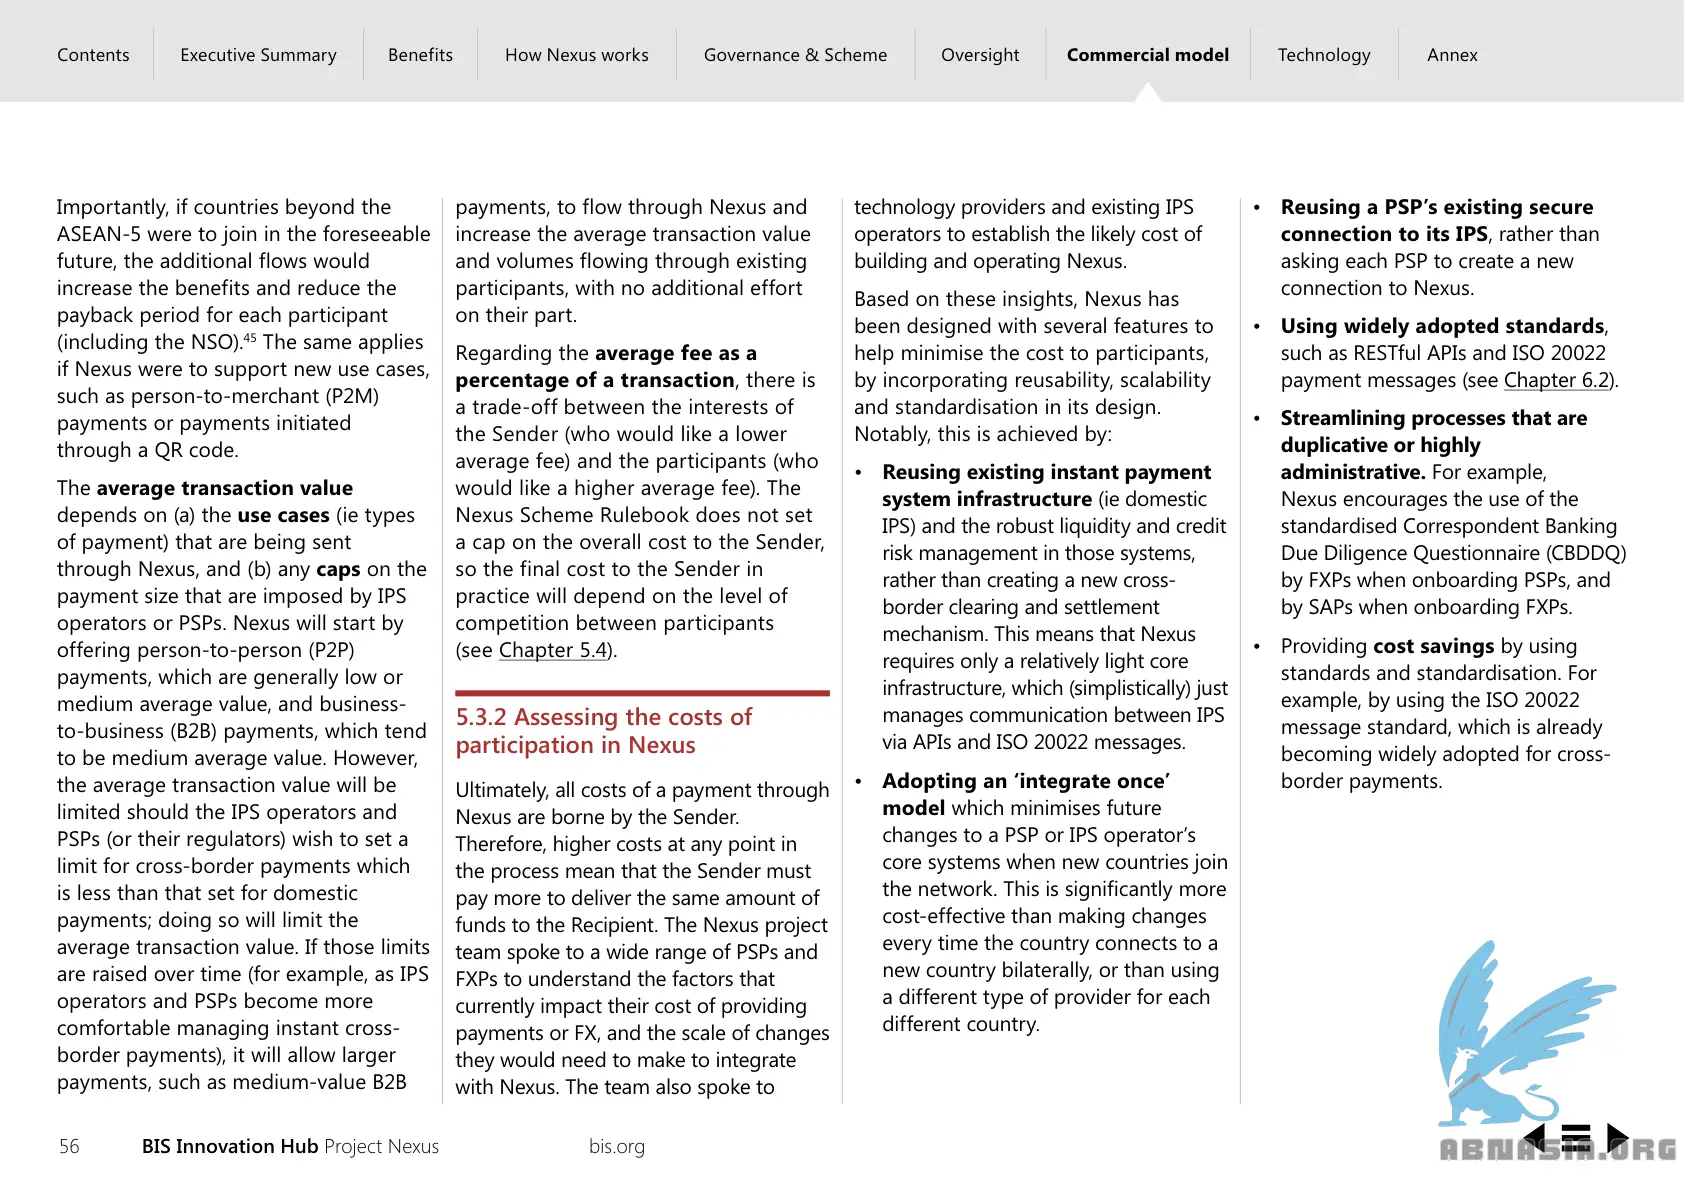 Contents
Executive Summary
Benefits
How Nexus works
Governance & Scheme
Oversight
Commercial model
Technology
Annex
Importantly, if countries beyond the
ASEAN-5 were to join in the foreseeable
future, the additional flows would
increase the benefits and reduce the
payback period for each participant
(including the NSO).45 The same applies
if Nexus were to support new use cases,
such as person-to-merchant (P2M)
payments or payments initiated
through a QR code.
The average transaction value
depends on (a) the use cases (ie types
of payment) that are being sent
through Nexus, and (b) any caps on the
payment size that are imposed by IPS
operators or PSPs. Nexus will start by
offering person-to-person (P2P)
payments, which are generally low or
medium average value, and business-
to-business (B2B) payments, which tend
to be medium average value. However,
the average transaction value will be
limited should the IPS operators and
PSPs (or their regulators) wish to set a
limit for cross-border payments which
is less than that set for domestic
payments; doing so will limit the
average transaction value. If those limits
are raised over time (for example, as IPS
operators and PSPs become more
comfortable managing instant cross-
border payments), it will allow larger
payments, such as medium-value B2B
payments, to flow through Nexus and
increase the average transaction value
and volumes flowing through existing
participants, with no additional effort
on their part.
Regarding the average fee as a
percentage of a transaction, there is
a trade-off between the interests of
the Sender (who would like a lower
average fee) and the participants (who
would like a higher average fee). The
Nexus Scheme Rulebook does not set
a cap on the overall cost to the Sender,
so the final cost to the Sender in
practice will depend on the level of
competition between participants
(see Chapter 5.4).
5.3.2 Assessing the costs of
participation in Nexus
Ultimately, all costs of a payment through
Nexus are borne by the Sender.
Therefore, higher costs at any point in
the process mean that the Sender must
pay more to deliver the same amount of
funds to the Recipient. The Nexus project
team spoke to a wide range of PSPs and
FXPs to understand the factors that
currently impact their cost of providing
payments or FX, and the scale of changes
they would need to make to integrate
with Nexus. The team also spoke to
technology providers and existing IPS
operators to establish the likely cost of
building and operating Nexus.
Based on these insights, Nexus has
been designed with several features to
help minimise the cost to participants,
by incorporating reusability, scalability
and standardisation in its design.
Notably, this is achieved by:
• Reusing existing instant payment
system infrastructure (ie domestic
IPS) and the robust liquidity and credit
risk management in those systems,
rather than creating a new cross-
border clearing and settlement
mechanism. This means that Nexus
requires only a relatively light core
infrastructure, which (simplistically) just
manages communication between IPS
via APIs and ISO 20022 messages.
• Adopting an ‘integrate once’
model which minimises future
changes to a PSP or IPS operator’s
core systems when new countries join
the network. This is significantly more
cost-effective than making changes
every time the country connects to a
new country bilaterally, or than using
a different type of provider for each
different country.
• Reusing a PSP’s existing secure
connection to its IPS, rather than
asking each PSP to create a new
connection to Nexus.
• Using widely adopted standards,
such as RESTful APIs and ISO 20022
payment messages (see Chapter 6.2).
• Streamlining processes that are
duplicative or highly
administrative. For example,
Nexus encourages the use of the
standardised Correspondent Banking
Due Diligence Questionnaire (CBDDQ)
by FXPs when onboarding PSPs, and
by SAPs when onboarding FXPs.
• Providing cost savings by using
standards and standardisation. For
example, by using the ISO 20022
message standard, which is already
becoming widely adopted for cross-
border payments.
56
BIS Innovation Hub Project Nexus
bis.org
ABNASIA.ORG